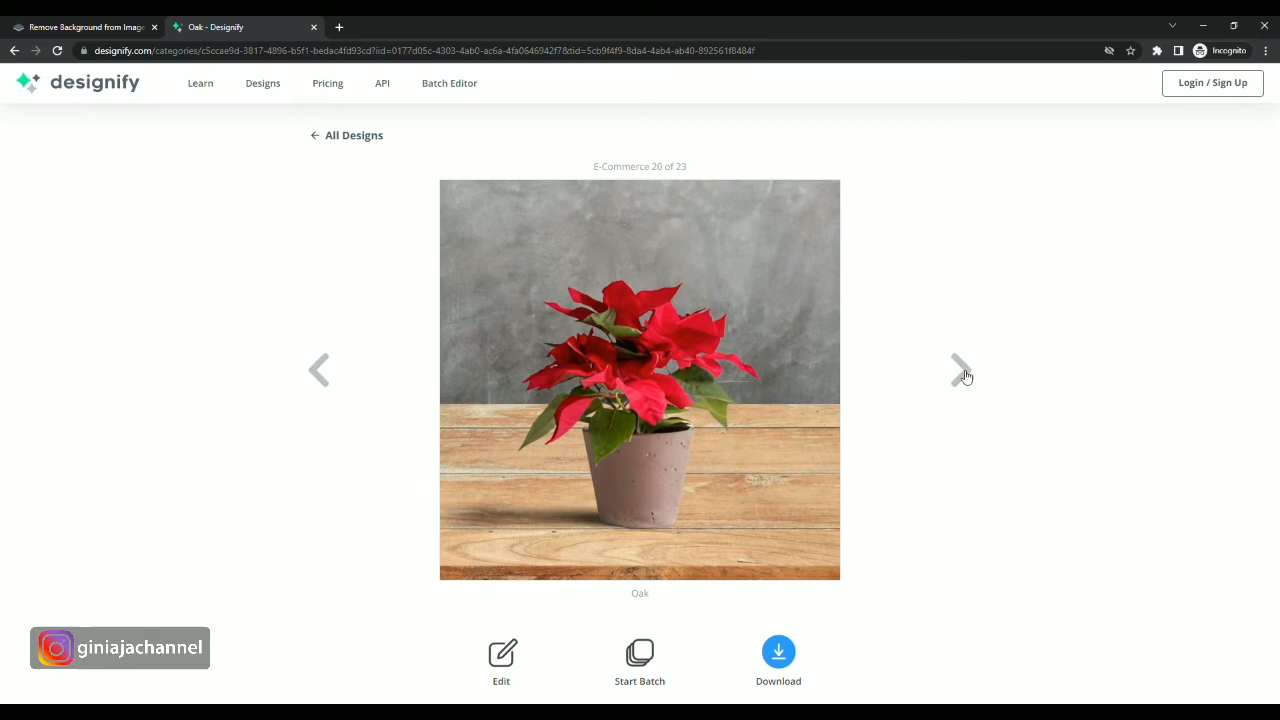 Remove Background from Image
Oak - Designify
designify.com/categories/c5ccae9d-3817-4896-b5f1-bedac4fd93cd?iid=0177d05c-4303-4ab0-ac6a-4fa0646942f7&tid=5cb9f4f9-8da4-4ab4-ab40-892561f8484f
Incognito
designify
Learn
Designs
Pricing
API
Batch Editor
Login / Sign Up
← All Designs
E-Commerce 20 of 23
Oak
giniajachannel
Edit
Start Batch
Download